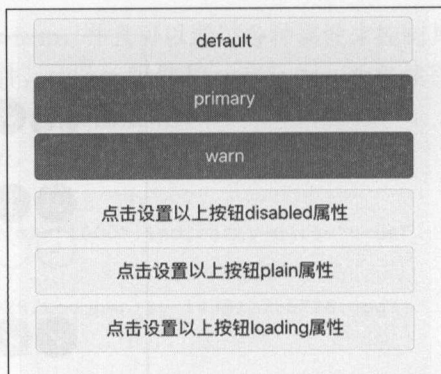 default
primary
warn
点击设置以上按钮disabled属性
点击设置以上按钮plain属性
点击设置以上按钮loading属性